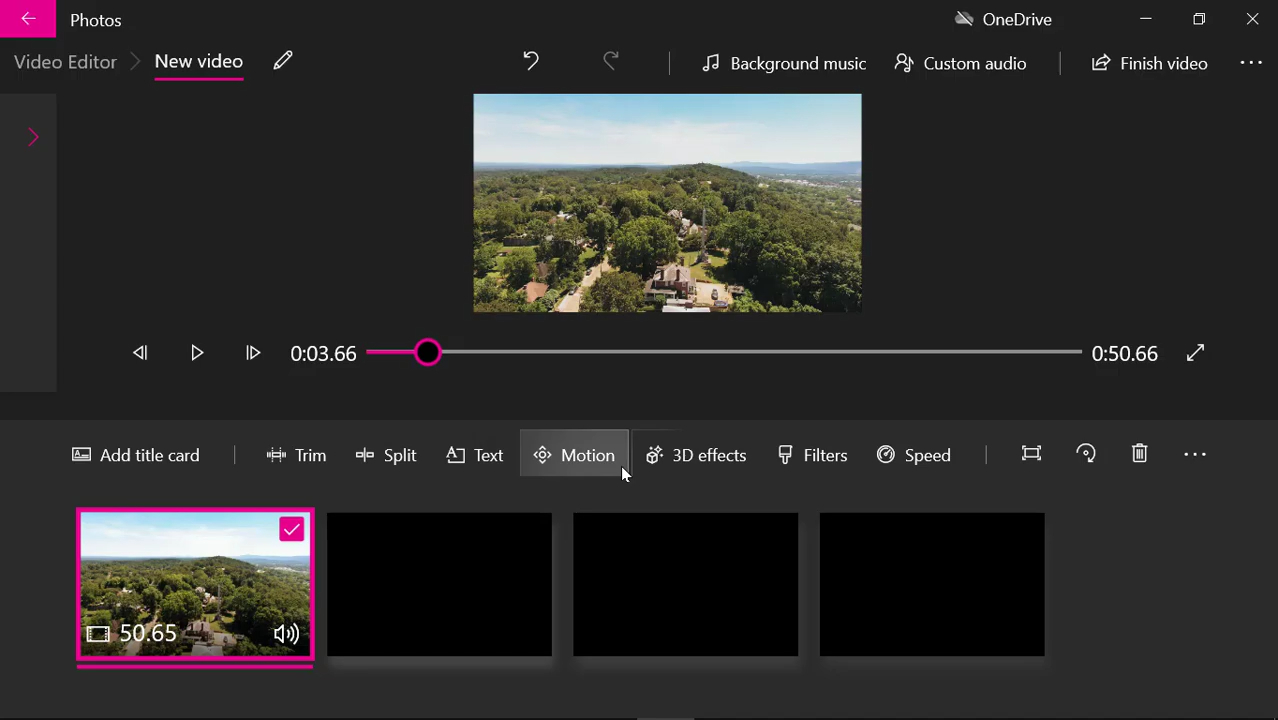 Photos
OneDrive
Video Editor
New video
Background music
Custom audio
Finish video
0:03.66
0:50.66
Add title card
Trim
Split
Text
Motion
3D effects
Filters
Speed
50.65